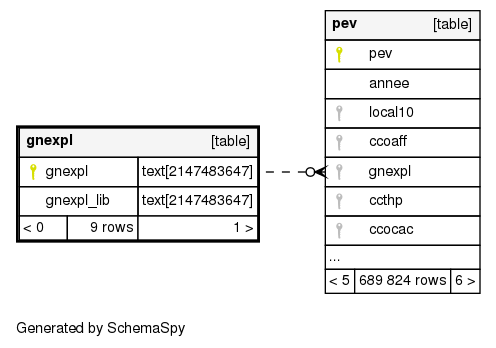 pev [table]
pev
annee
local10
ccoaff
gnexpl
ccthp
ccocac
...
< 5 689 824 rows 6 >
gnexpl [table]
gnexpl text[2147483647]
gnexpl_lib text[2147483647]
< 0 9 rows 1 >
Generated by SchemaSpy